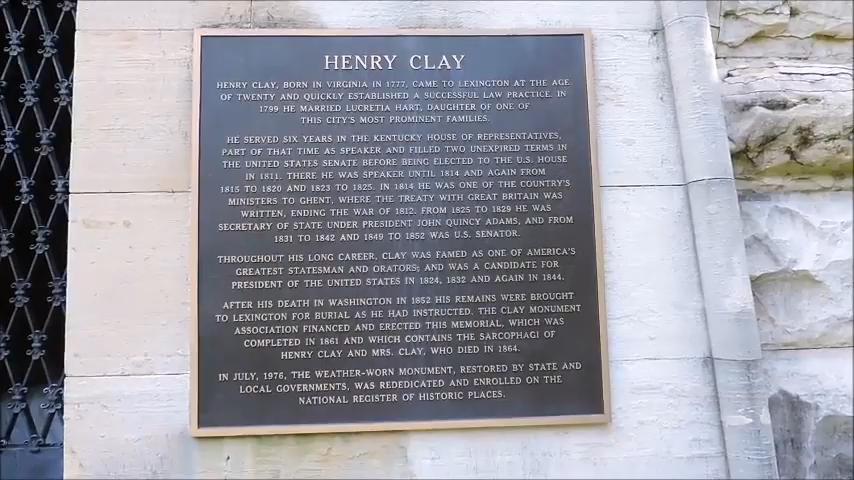 HENRY CLAY
HENRY CLAY, BORN IN VIRGINIA IN 1777, CAME TO LEXINGTON AT THE AGE
OF TWENTY AND QUICKLY ESTABLISHED A SUCCESSFUL LAW PRACTICE. IN
1799 HE MARRIED LUCRETIA HART, DAUGHTER OF ONE OF
THIS CITY'S MOST PROMINENT FAMILIES.
HE SERVED SIX YEARS IN THE KENTUCKY HOUSE OF REPRESENTATIVES,
PART OF THAT TIME AS SPEAKER AND FILLED TWO UNEXPIRED TERMS IN
THE UNITED STATES SENATE BEFORE BEING ELECTED TO THE U.S. HOUSE
IN 1811. THERE HE WAS SPEAKER UNTIL 1814 AND AGAIN FROM
1815 TO 1820 AND 1823 TO 1825. IN 1814 HE WAS ONE OF THE COUNTRY'S
MINISTERS TO GHENT, WHERE THE TREATY WITH GREAT BRITAIN WAS
WRITTEN, ENDING THE WAR OF 1812. FROM 1825 TO 1829 HE WAS
SECRETARY OF STATE UNDER PRESIDENT JOHN QUINCY ADAMS, AND FROM
1831 TO 1842 AND 1849 TO 1852 WAS U.S. SENATOR.
THROUGHOUT HIS LONG CAREER, CLAY WAS FAMED AS ONE OF AMERICA'S
GREATEST STATESMAN AND ORATORS; AND WAS A CANDIDATE FOR
PRESIDENT OF THE UNITED STATES IN 1824, 1832 AND AGAIN IN 1844.
AFTER HIS DEATH IN WASHINGTON IN 1852 HIS REMAINS WERE BROUGHT
TO LEXINGTON FOR BURIAL AS HE HAD INSTRUCTED. THE CLAY MONUMENT
ASSOCIATION FINANCED AND ERECTED THIS MEMORIAL, WHICH WAS
COMPLETED IN 1861 AND WHICH CONTAINS THE SARCOPHAGI OF
HENRY CLAY AND MRS. CLAY, WHO DIED IN 1864.
IN JULY, 1976, THE WEATHER-WORN MONUMENT, RESTORED BY STATE AND
LOCAL GOVERNMENTS, WAS REDEDICATED AND ENROLLED ON THE
NATIONAL REGISTER OF HISTORIC PLACES.